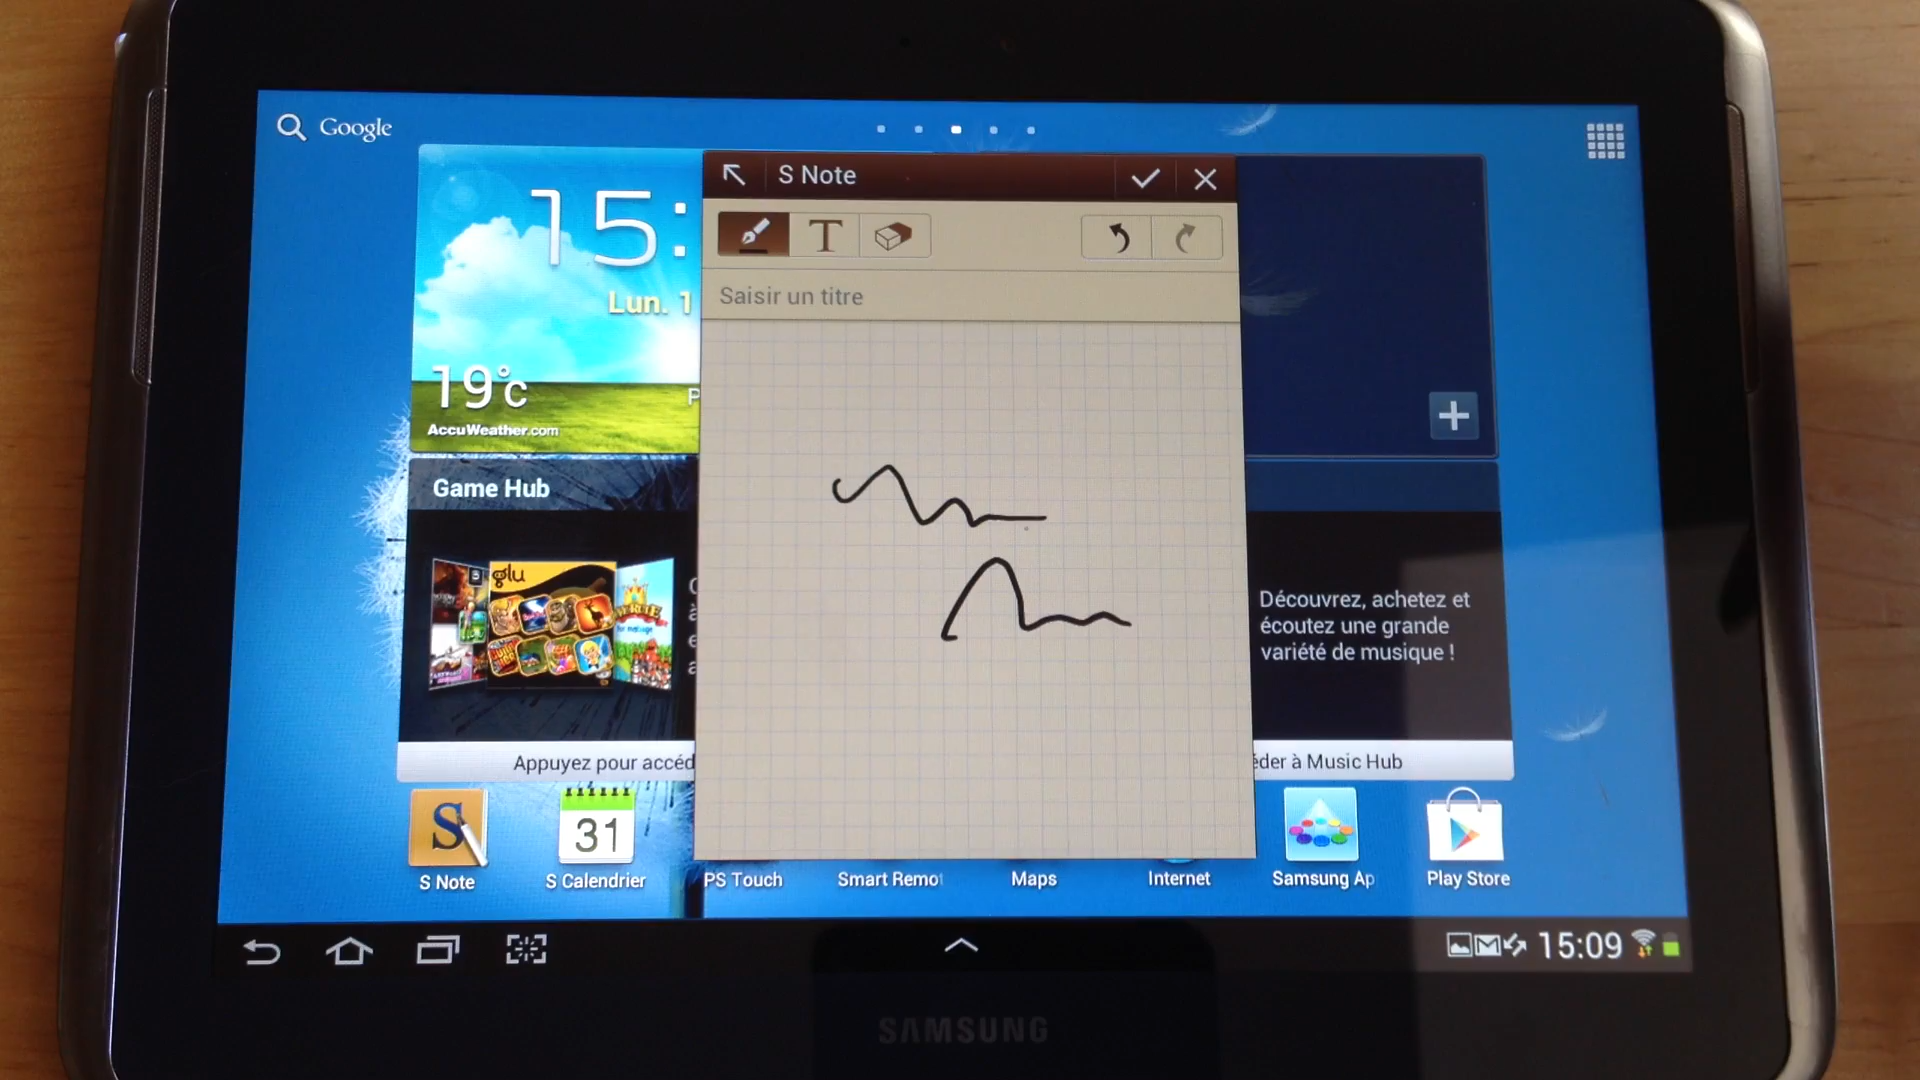 Google
S Note
15:
Lun. 1
Saisir un titre
19°c
P
AccuWeather.com
Game Hub
glu
Découvrez, achetez et
écoutez une grande
variété de musique !
Appuyez pour accéd
éder à Music Hub
S
31
S Note
S Calendrier
PS Touch
Smart Remo
Maps
Internet
Samsung Ap
Play Store
15:09
SAMSUNG